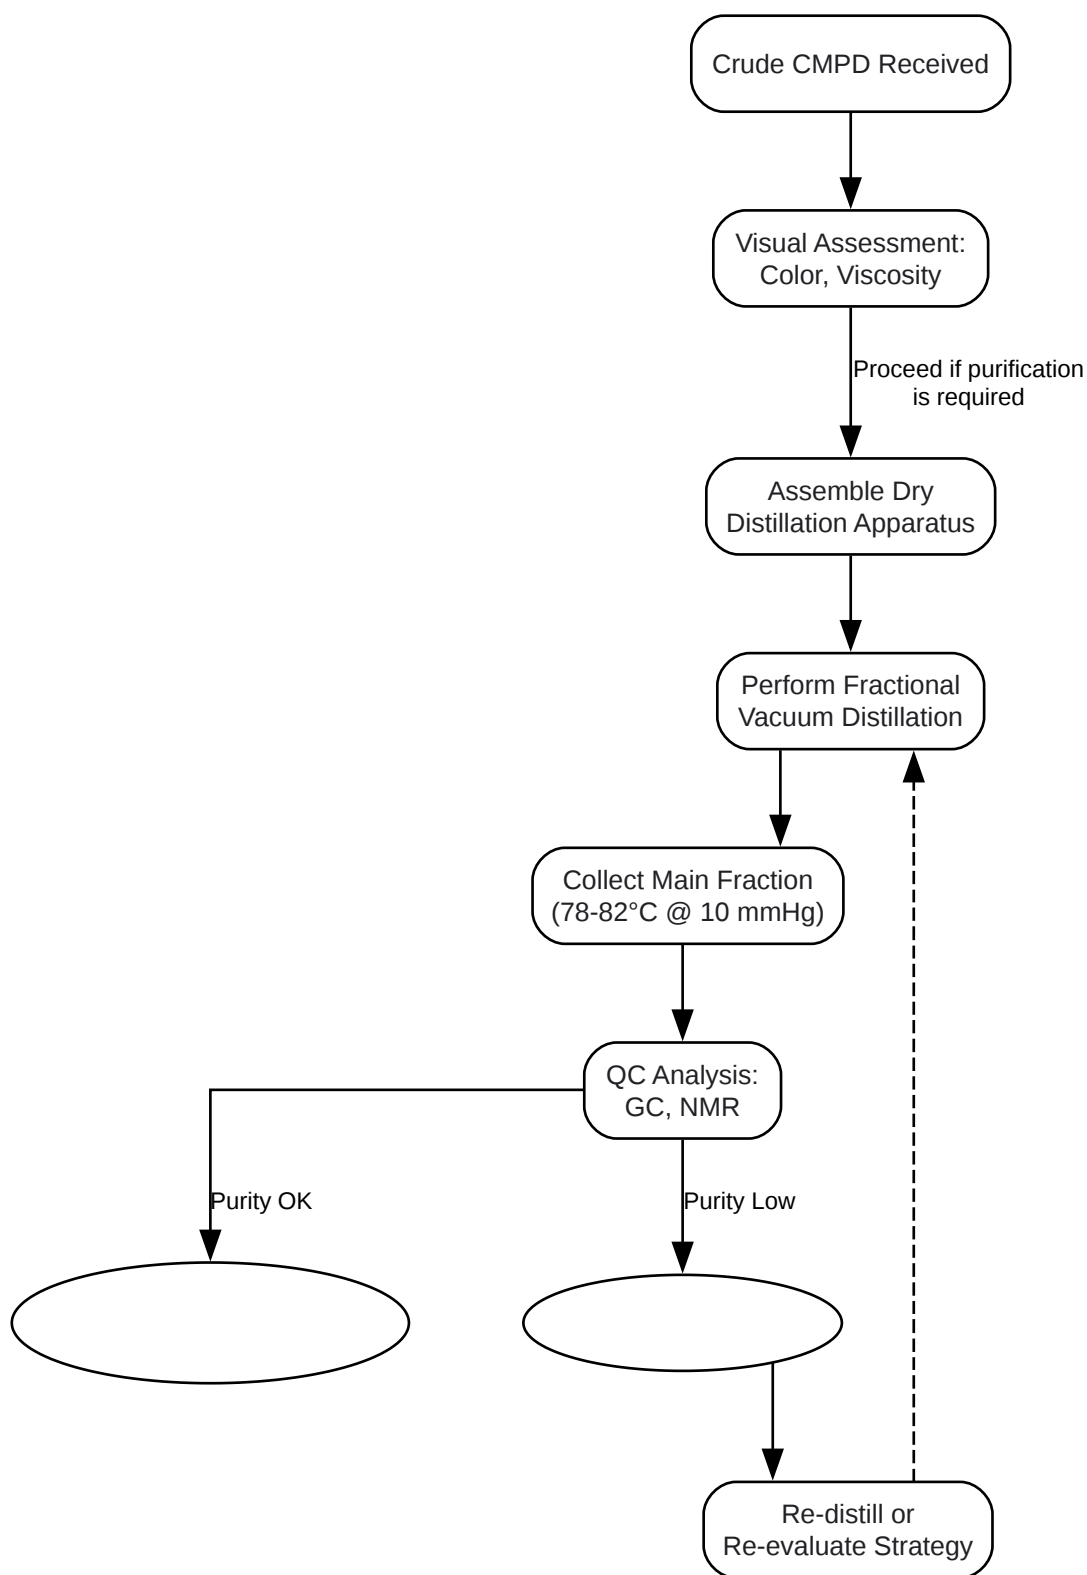 Crude CMPD Received
Visual Assessment:
Color, Viscosity
Proceed if purification
is required
Assemble Dry
Distillation Apparatus
Perform Fractional
Vacuum Distillation
Collect Main Fraction
(78-82°C @ 10 mmHg)
QC Analysis:
GC, NMR
Purity OK
Purity Low
Re-distill or
Re-evaluate Strategy